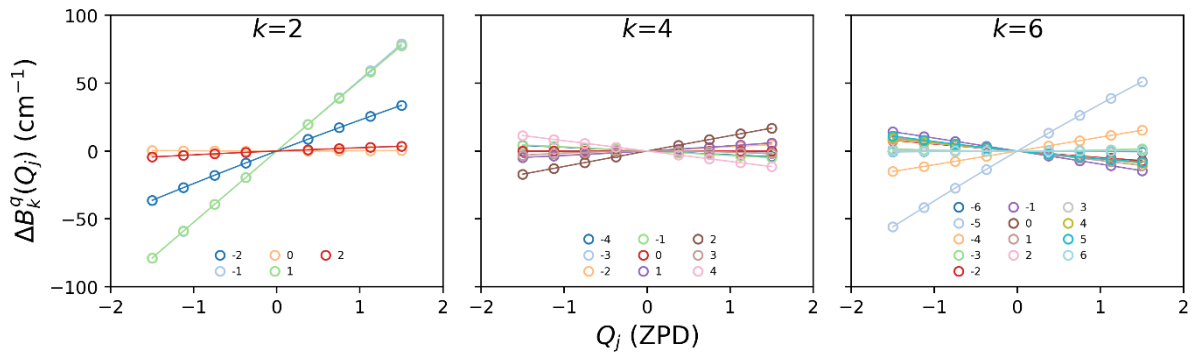 k=2 k=4 k=6
ΔB_k^q(Q_j) (cm⁻¹)
100
50
0
−50
−100
-2 0 2
-1 1
-4 -1 2
-3 0 3
-2 1 4
-6 -1 3
-5 0 4
-4 1 5
-3 2 6
-2
−2 −1 0 1 2
−2 −1 0 1 2
−2 −1 0 1 2
Q_j (ZPD)